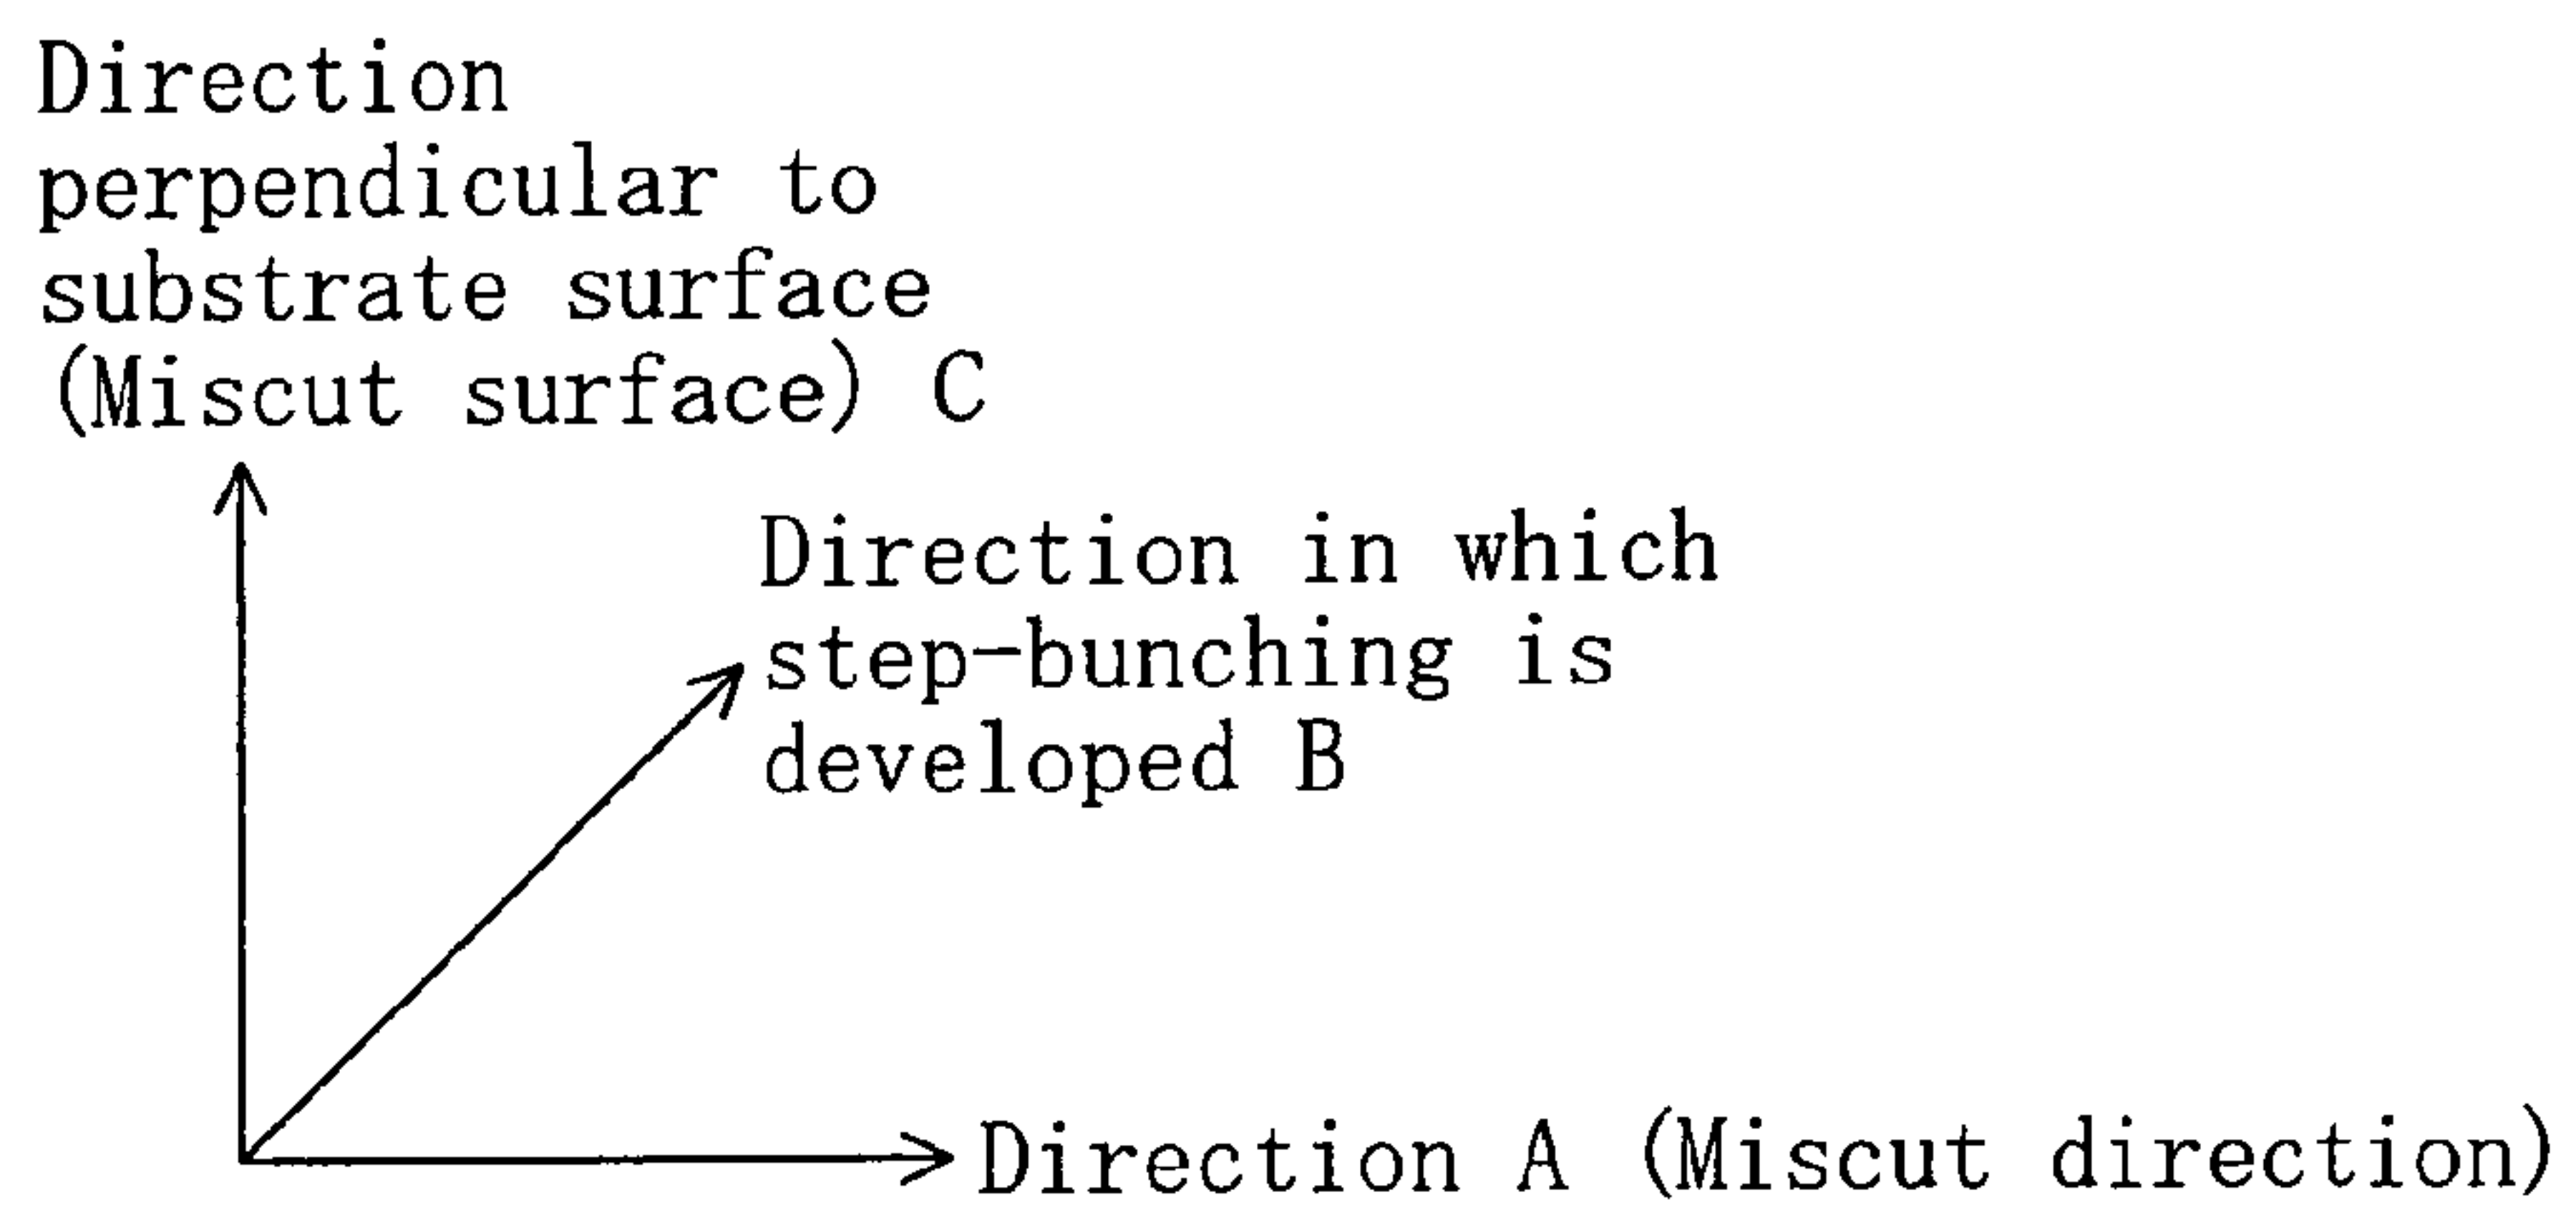 Direction
perpendicular to
substrate surface
(Miscut surface) C
Direction in which
step-bunching is
developed B
Direction A (Miscut direction)